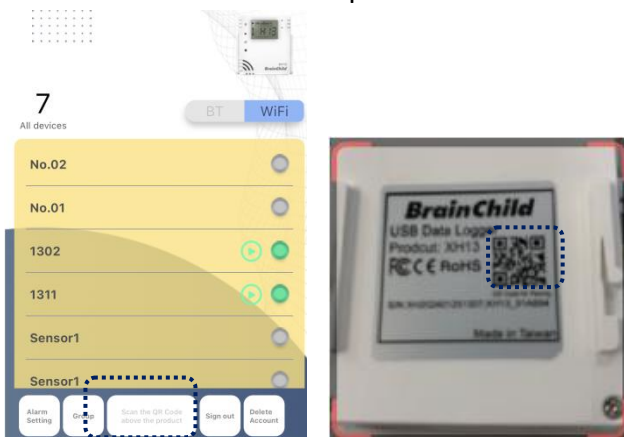 7
All devices
BT WiFi
No.02
No.01
1302
1311
Sensor1
Sensor1
Alarm
Setting
Group
Scan the QR Code
above the product
Sign out
Delete
Account
BrainChild
USB Data Logger
Prodcut: XH13
FC CE RoHS
Made in Taiwan